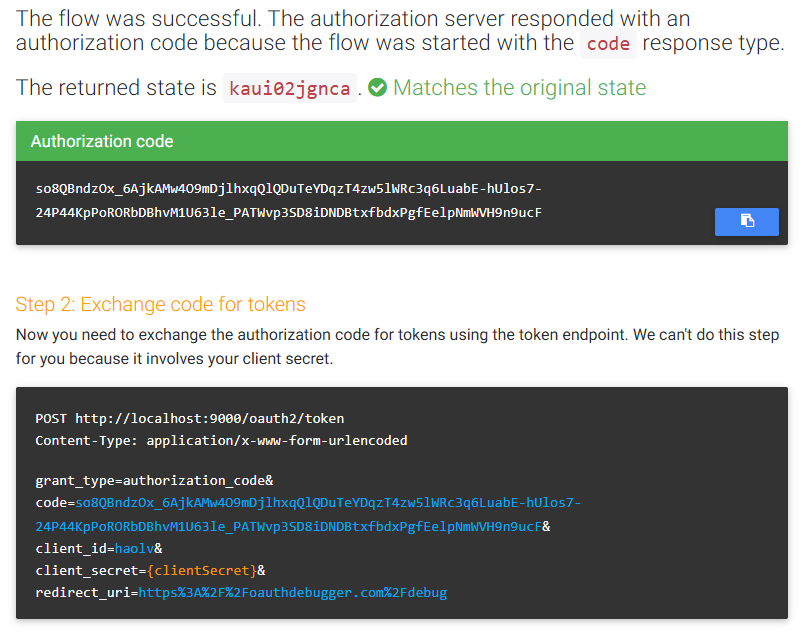 The flow was successful. The authorization server responded with an
authorization code because the flow was started with the code response type.
The returned state is kaui02jgnca. Matches the original state
Authorization code
so8QBndzOx_6AjkAMw4O9mDjlhxqQlQDuTeYDqzT4zw5lWRc3q6LuabE-hUlos7-
24P44KpPoRORbDBhvM1U63le_PATWvp3SD8iDNDBtxfbdxPgfEelpNmWVH9n9ucF
Step 2: Exchange code for tokens
Now you need to exchange the authorization code for tokens using the token endpoint. We can't do this step
for you because it involves your client secret.
POST http://localhost:9000/oauth2/token
Content-Type: application/x-www-form-urlencoded
grant_type=authorization_code&
code=so8QBndzOx_6AjkAMw4O9mDjlhxqQlQDuTeYDqzT4zw5lWRc3q6LuabE-hUlos7-
24P44KpPoRORbDBhvM1U63le_PATWvp3SD8iDNDBtxfbdxPgfEelpNmWVH9n9ucF&
client_id=haolv&
client_secret={clientSecret}&
redirect_uri=https%3A%2F%2Foauthdebugger.com%2Fdebug